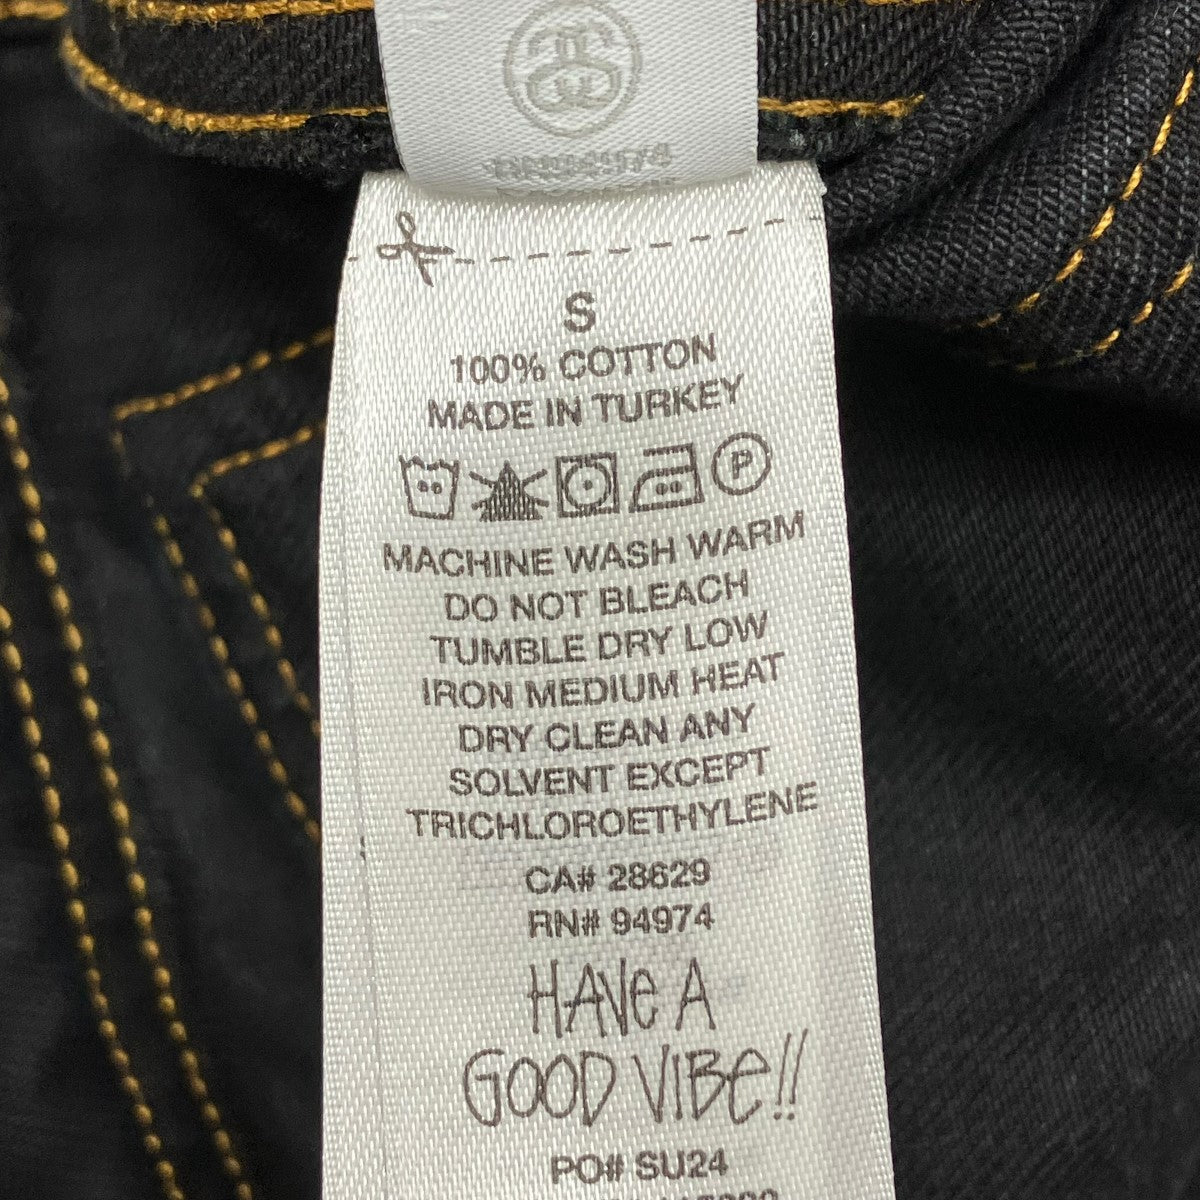 S
100% COTTON
MADE IN TURKEY
P
MACHINE WASH WARM
DO NOT BLEACH
TUMBLE DRY LOW
IRON MEDIUM HEAT
DRY CLEAN ANY
SOLVENT EXCEPT
TRICHLOROETHYLENE
CA# 28629
RN# 94974
HAVE A
GOOD VIBE!!
PO# SU24